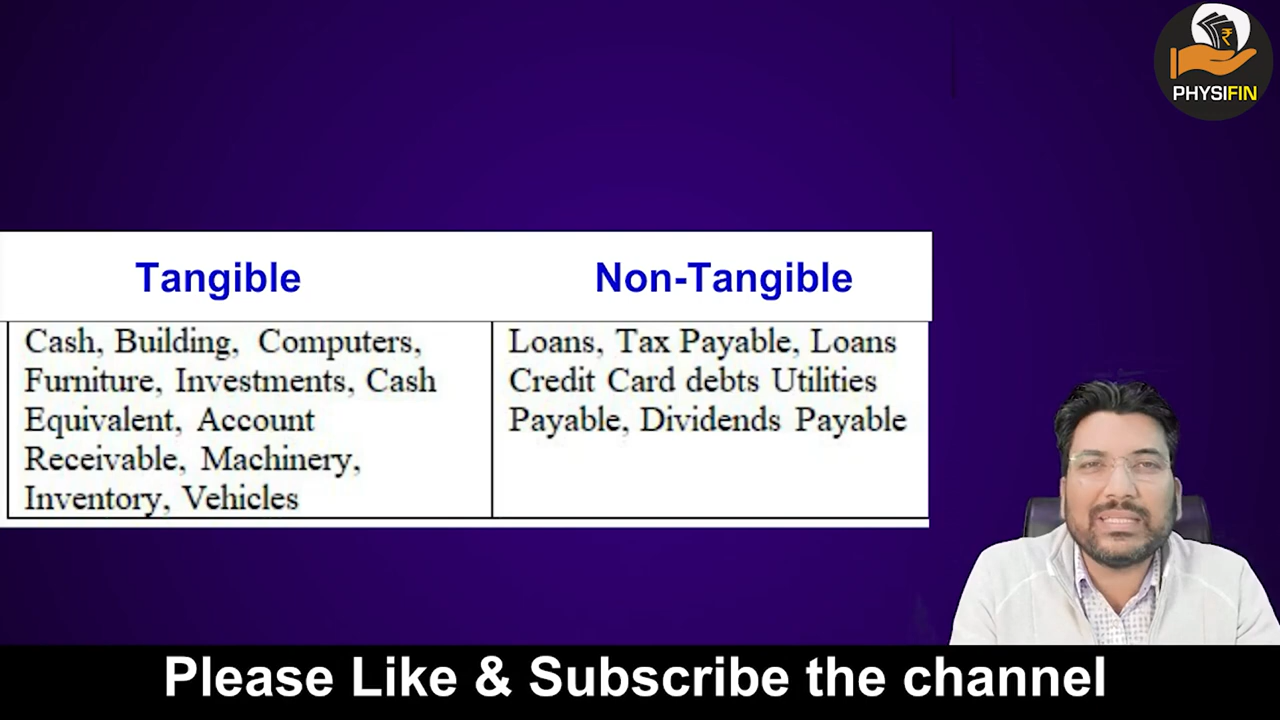 ₹
PHYSIFIN
Tangible Non-Tangible
Cash, Building, Computers,
Furniture, Investments, Cash
Equivalent, Account
Receivable, Machinery,
Inventory, Vehicles
Loans, Tax Payable, Loans
Credit Card debts Utilities
Payable, Dividends Payable
Please Like & Subscribe the channel